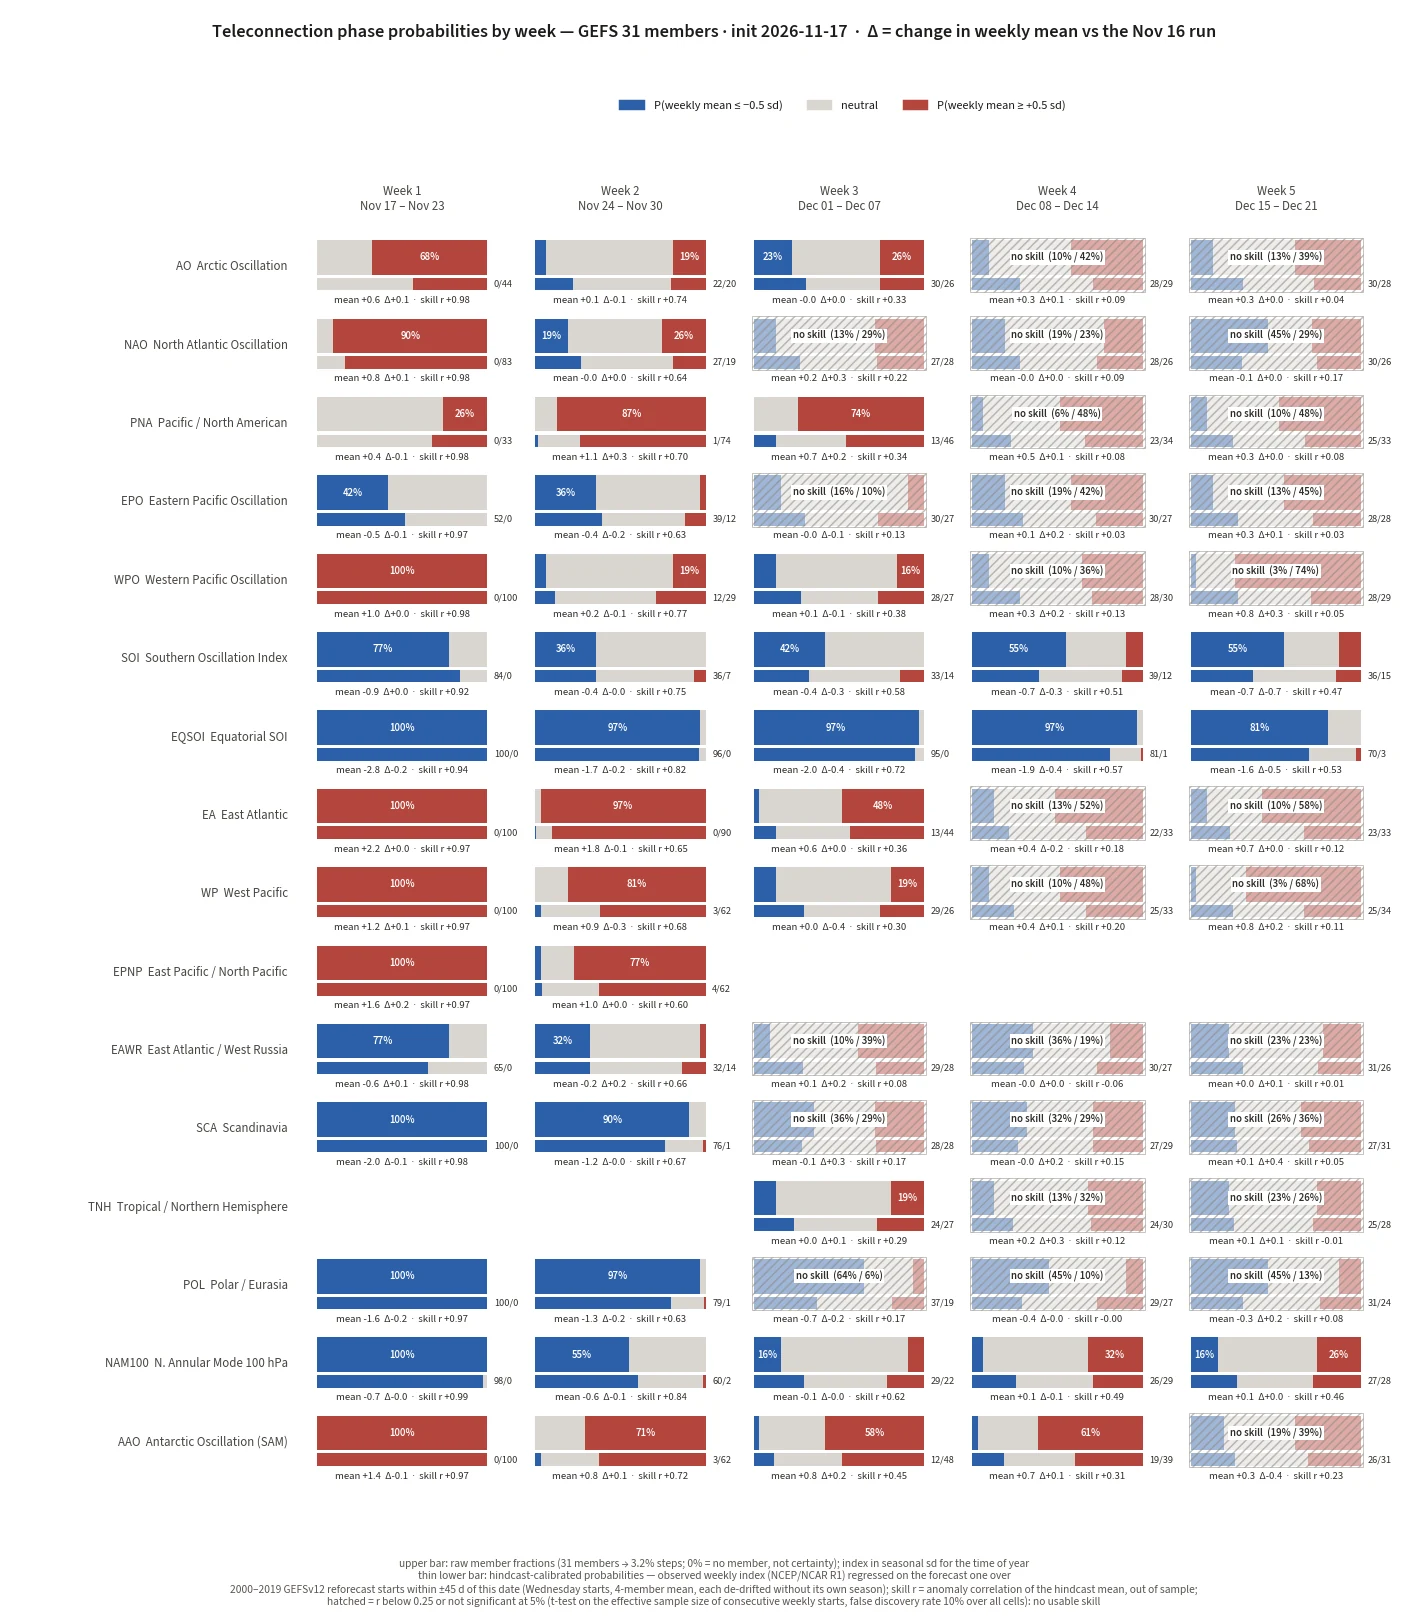 Teleconnection phase probabilities by week — GEFS 31 members · init 2026-11-17 · Δ = change in weekly mean vs the Nov 16 run
P(weekly mean ≤ −0.5 sd) neutral P(weekly mean ≥ +0.5 sd)
Week 1 Week 2 Week 3 Week 4 Week 5
Nov 17 – Nov 23 Nov 24 – Nov 30 Dec 01 – Dec 07 Dec 08 – Dec 14 Dec 15 – Dec 21
AO Arctic Oscillation 68% 19% 23% 26% no skill (10% / 42%) no skill (13% / 39%)
0/44 22/20 30/26 28/29 30/28
mean +0.6 Δ+0.1 · skill r +0.98 mean +0.1 Δ-0.1 · skill r +0.74 mean -0.0 Δ+0.0 · skill r +0.33 mean +0.3 Δ+0.1 · skill r +0.09 mean +0.3 Δ+0.0 · skill r +0.04
NAO North Atlantic Oscillation 90% 19% 26% no skill (13% / 29%) no skill (19% / 23%) no skill (45% / 29%)
0/83 27/19 27/28 28/26 30/26
mean +0.8 Δ+0.1 · skill r +0.98 mean -0.0 Δ+0.0 · skill r +0.64 mean +0.2 Δ+0.3 · skill r +0.22 mean -0.0 Δ+0.0 · skill r +0.09 mean -0.1 Δ+0.0 · skill r +0.17
PNA Pacific / North American 26% 87% 74% no skill (6% / 48%) no skill (10% / 48%)
0/33 1/74 13/46 23/34 25/33
mean +0.4 Δ-0.1 · skill r +0.98 mean +1.1 Δ+0.3 · skill r +0.70 mean +0.7 Δ+0.2 · skill r +0.34 mean +0.5 Δ+0.1 · skill r +0.08 mean +0.3 Δ+0.0 · skill r +0.08
EPO Eastern Pacific Oscillation 42% 36% no skill (16% / 10%) no skill (19% / 42%) no skill (13% / 45%)
52/0 39/12 30/27 30/27 28/28
mean -0.5 Δ-0.1 · skill r +0.97 mean -0.4 Δ-0.2 · skill r +0.63 mean -0.0 Δ-0.1 · skill r +0.13 mean +0.1 Δ+0.2 · skill r +0.03 mean +0.3 Δ+0.1 · skill r +0.03
WPO Western Pacific Oscillation 100% 19% 16% no skill (10% / 36%) no skill (3% / 74%)
0/100 12/29 28/27 28/30 28/29
mean +1.0 Δ+0.0 · skill r +0.98 mean +0.2 Δ-0.1 · skill r +0.77 mean +0.1 Δ-0.1 · skill r +0.38 mean +0.3 Δ+0.2 · skill r +0.13 mean +0.8 Δ+0.3 · skill r +0.05
SOI Southern Oscillation Index 77% 36% 42% 55% 55%
84/0 36/7 33/14 39/12 36/15
mean -0.9 Δ+0.0 · skill r +0.92 mean -0.4 Δ-0.0 · skill r +0.75 mean -0.4 Δ-0.3 · skill r +0.58 mean -0.7 Δ-0.3 · skill r +0.51 mean -0.7 Δ-0.7 · skill r +0.47
EQSOI Equatorial SOI 100% 97% 97% 97% 81%
100/0 96/0 95/0 81/1 70/3
mean -2.8 Δ-0.2 · skill r +0.94 mean -1.7 Δ-0.2 · skill r +0.82 mean -2.0 Δ-0.4 · skill r +0.72 mean -1.9 Δ-0.4 · skill r +0.57 mean -1.6 Δ-0.5 · skill r +0.53
EA East Atlantic 100% 97% 48% no skill (13% / 52%) no skill (10% / 58%)
0/100 0/90 13/44 22/33 23/33
mean +2.2 Δ+0.0 · skill r +0.97 mean +1.8 Δ-0.1 · skill r +0.65 mean +0.6 Δ+0.0 · skill r +0.36 mean +0.4 Δ-0.2 · skill r +0.18 mean +0.7 Δ+0.0 · skill r +0.12
WP West Pacific 100% 81% 19% no skill (10% / 48%) no skill (3% / 68%)
0/100 3/62 29/26 25/33 25/34
mean +1.2 Δ+0.1 · skill r +0.97 mean +0.9 Δ-0.3 · skill r +0.68 mean +0.0 Δ-0.4 · skill r +0.30 mean +0.4 Δ+0.1 · skill r +0.20 mean +0.8 Δ+0.2 · skill r +0.11
EPNP East Pacific / North Pacific 100% 77%
0/100 4/62
mean +1.6 Δ+0.2 · skill r +0.97 mean +1.0 Δ+0.0 · skill r +0.60
EAWR East Atlantic / West Russia 77% 32% no skill (10% / 39%) no skill (36% / 19%) no skill (23% / 23%)
65/0 32/14 29/28 30/27 31/26
mean -0.6 Δ+0.1 · skill r +0.98 mean -0.2 Δ+0.2 · skill r +0.66 mean +0.1 Δ+0.2 · skill r +0.08 mean -0.0 Δ+0.0 · skill r -0.06 mean +0.0 Δ+0.1 · skill r +0.01
SCA Scandinavia 100% 90% no skill (36% / 29%) no skill (32% / 29%) no skill (26% / 36%)
100/0 76/1 28/28 27/29 27/31
mean -2.0 Δ-0.1 · skill r +0.98 mean -1.2 Δ-0.0 · skill r +0.67 mean -0.1 Δ+0.3 · skill r +0.17 mean -0.0 Δ+0.2 · skill r +0.15 mean +0.1 Δ+0.4 · skill r +0.05
TNH Tropical / Northern Hemisphere 19% no skill (13% / 32%) no skill (23% / 26%)
24/27 24/30 25/28
mean +0.0 Δ+0.1 · skill r +0.29 mean +0.2 Δ+0.3 · skill r +0.12 mean +0.1 Δ+0.1 · skill r -0.01
POL Polar / Eurasia 100% 97% no skill (64% / 6%) no skill (45% / 10%) no skill (45% / 13%)
100/0 79/1 37/19 29/27 31/24
mean -1.6 Δ-0.2 · skill r +0.97 mean -1.3 Δ-0.2 · skill r +0.63 mean -0.7 Δ-0.2 · skill r +0.17 mean -0.4 Δ-0.0 · skill r -0.00 mean -0.3 Δ+0.2 · skill r +0.08
NAM100 N. Annular Mode 100 hPa 100% 55% 16% 32% 16% 26%
98/0 60/2 29/22 26/29 27/28
mean -0.7 Δ-0.0 · skill r +0.99 mean -0.6 Δ-0.1 · skill r +0.84 mean -0.1 Δ-0.0 · skill r +0.62 mean +0.1 Δ-0.1 · skill r +0.49 mean +0.1 Δ+0.0 · skill r +0.46
AAO Antarctic Oscillation (SAM) 100% 71% 58% 61% no skill (19% / 39%)
0/100 3/62 12/48 19/39 26/31
mean +1.4 Δ-0.1 · skill r +0.97 mean +0.8 Δ+0.1 · skill r +0.72 mean +0.8 Δ+0.2 · skill r +0.45 mean +0.7 Δ+0.1 · skill r +0.31 mean +0.3 Δ-0.4 · skill r +0.23
upper bar: raw member fractions (31 members → 3.2% steps; 0% = no member, not certainty); index in seasonal sd for the time of year
thin lower bar: hindcast-calibrated probabilities — observed weekly index (NCEP/NCAR R1) regressed on the forecast one over
2000–2019 GEFSv12 reforecast starts within ±45 d of this date (Wednesday starts, 4-member mean, each de-drifted without its own season); skill r = anomaly correlation of the hindcast mean, out of sample;
hatched = r below 0.25 or not significant at 5% (t-test on the effective sample size of consecutive weekly starts, false discovery rate 10% over all cells): no usable skill